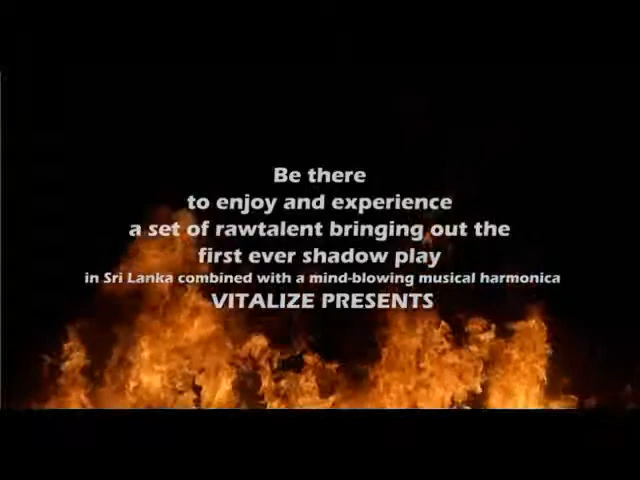 Be there
to enjoy and experience
a set of rawtalent bringing out the
first ever shadow play
in Sri Lanka combined with a mind-blowing musical harmonica
VITALIZE PRESENTS